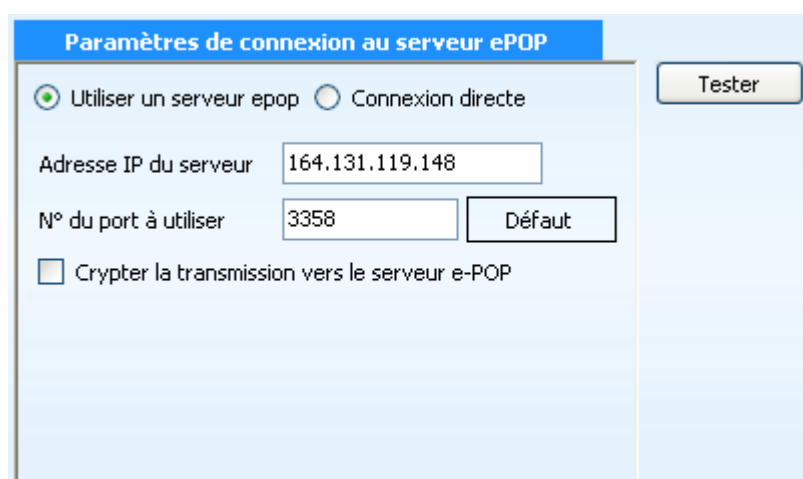 Paramètres de connexion au serveur ePOP
Tester
Utiliser un serveur epop Connexion directe
Adresse IP du serveur 164.131.119.148
N° du port à utiliser 3358 Défaut
Crypter la transmission vers le serveur e-POP